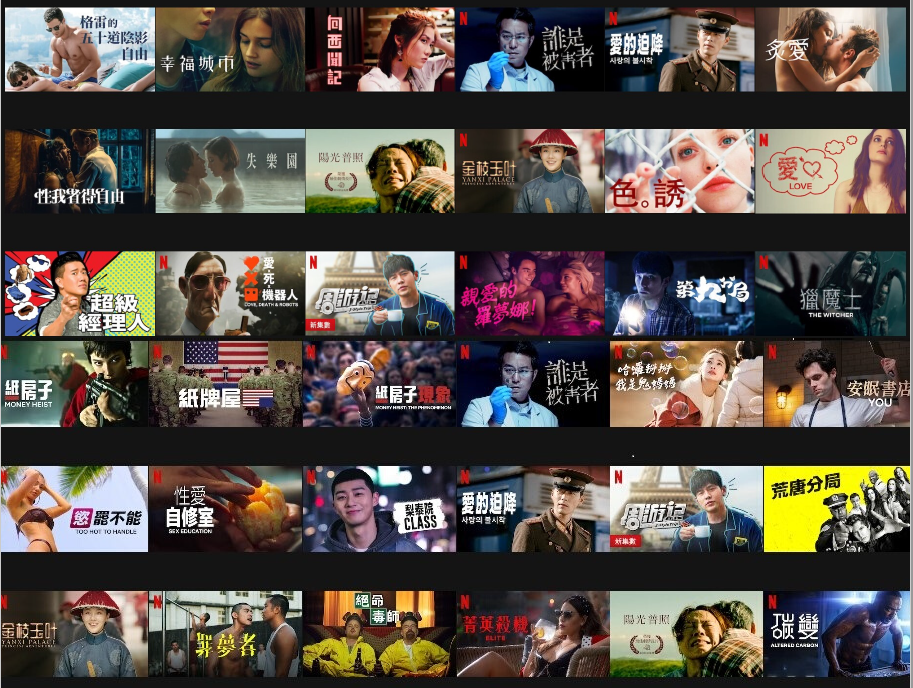 格雷的
五十道陰影
自由
幸福城市
何西聞記
誰是
被害者
愛的迫降
사랑의 불시착
炙愛
性我者得自由
失樂園
陽光普照
金枝玉叶
YANXI PALACE
PRINCESS ADVENTURES
色。誘
愛
LOVE
超級
經理人
愛,
死,
機器人
LOVE, DEATH & ROBOTS
周遊記
J-Style Trip
新集數
親愛的
羅夢娜!
第九分局
獵魔士
THE WITCHER
紙房子
MONEY HEIST
紙牌屋
紙房子現象
MONEY HEIST: THE PHENOMENON
誰是
被害者
哈囉掰掰
我是鬼媽媽
安眠書店
YOU
慾罷不能
TOO HOT TO HANDLE
性愛
自修室
SEX EDUCATION
梨泰院
CLASS
愛的迫降
사랑의 불시착
周遊記
J-Style Trip
新集數
荒唐分局
金枝玉叶
YANXI PALACE
PRINCESS ADVENTURES
罪夢者
絕命
毒師
菁英殺機
ELITE
陽光普照
碳變
ALTERED CARBON